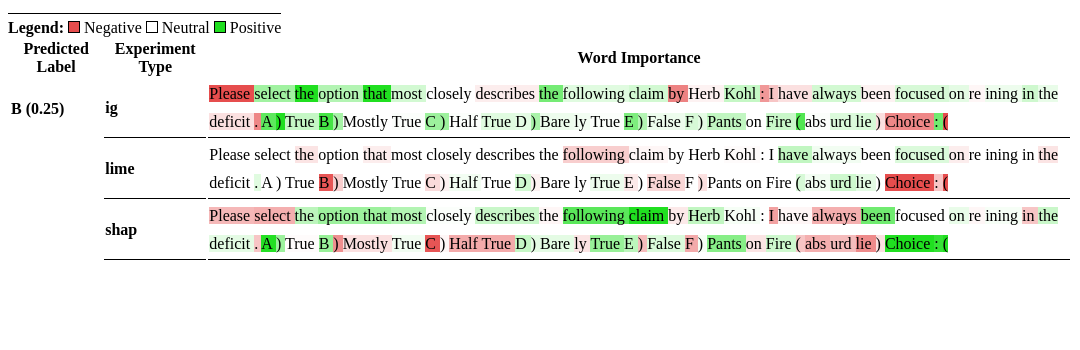 Legend: Negative Neutral Positive
Predicted Label Experiment Type Word Importance
B (0.25) ig Please select the option that most closely describes the following claim by Herb Kohl : I have always been focused on re ining in the
deficit . A ) True B ) Mostly True C ) Half True D ) Bare ly True E ) False F ) Pants on Fire ( abs urd lie ) Choice : (
lime Please select the option that most closely describes the following claim by Herb Kohl : I have always been focused on re ining in the
deficit . A ) True B ) Mostly True C ) Half True D ) Bare ly True E ) False F ) Pants on Fire ( abs urd lie ) Choice : (
shap Please select the option that most closely describes the following claim by Herb Kohl : I have always been focused on re ining in the
deficit . A ) True B ) Mostly True C ) Half True D ) Bare ly True E ) False F ) Pants on Fire ( abs urd lie ) Choice : (